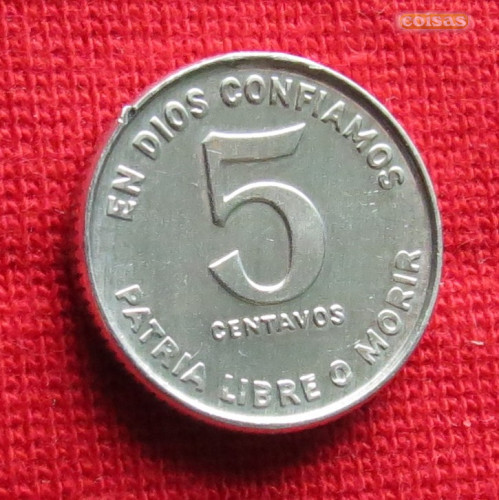 coisas
EN DIOS CONFIAMOS
5
CENTAVOS
PATRIA LIBRE O MORIR